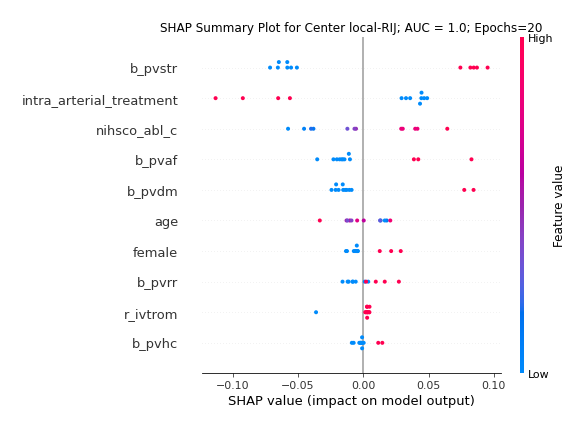 SHAP Summary Plot for Center local-RIJ; AUC = 1.0; Epochs=20
High
b_pvstr
intra_arterial_treatment
nihsco_abl_c
b_pvaf
b_pvdm
age
female
b_pvrr
r_ivtrom
b_pvhc
Feature value
Low
−0.10 −0.05 0.00 0.05 0.10
SHAP value (impact on model output)